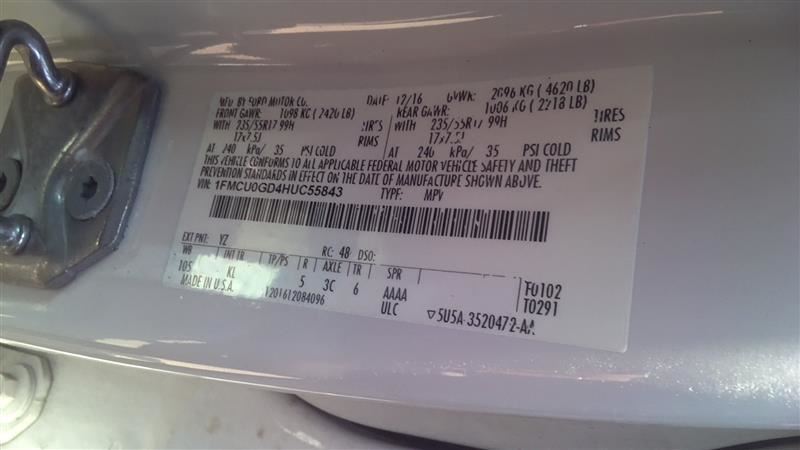 MFD. BY FORD MOTOR CO. DATE: 12/16 GVWR: 2096 KG ( 4620 LB)
FRONT GAWR: 1098 KG ( 2420 LB) REAR GAWR: 1006 KG ( 2218 LB)
WITH 235/55R17 99H TIRES WITH 235/55R17 99H TIRES
17x7.5J RIMS 17x7.5J RIMS
AT 240 kPa/ 35 PSI COLD AT 240 kPa/ 35 PSI COLD
THIS VEHICLE CONFORMS TO ALL APPLICABLE FEDERAL MOTOR VEHICLE SAFETY AND THEFT
PREVENTION STANDARDS IN EFFECT ON THE DATE OF MANUFACTURE SHOWN ABOVE.
VIN: 1FMCU0GD4HUC55843 TYPE: MPV
EXT PNT: YZ RC: 48 DSO:
WB INT TR TP/PS R AXLE TR SPR
105 KL 5 3C 6 AAAA F0102
MADE IN U.S.A. 1201612084096 ULC T0291
▽5U5A-3520472-AA